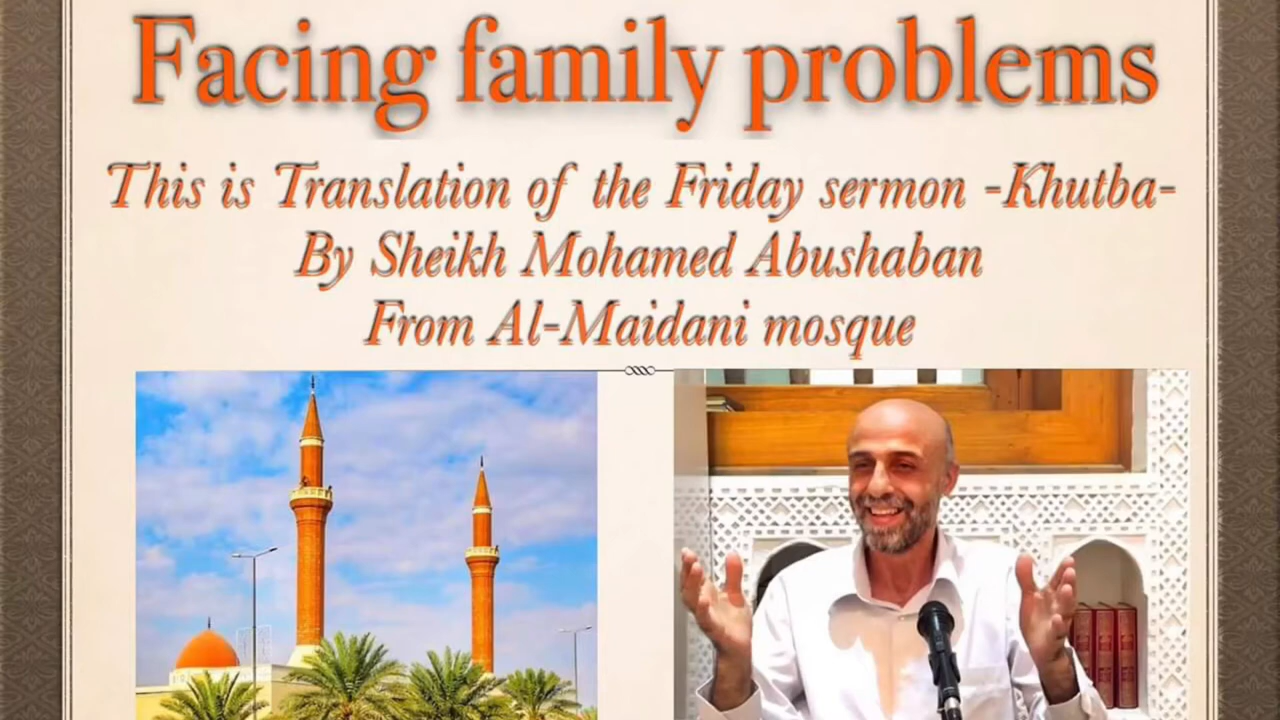 Facing family problems
This is Translation of the Friday sermon -Khutba-
By Sheikh Mohamed Abushaban
From Al-Maidani mosque